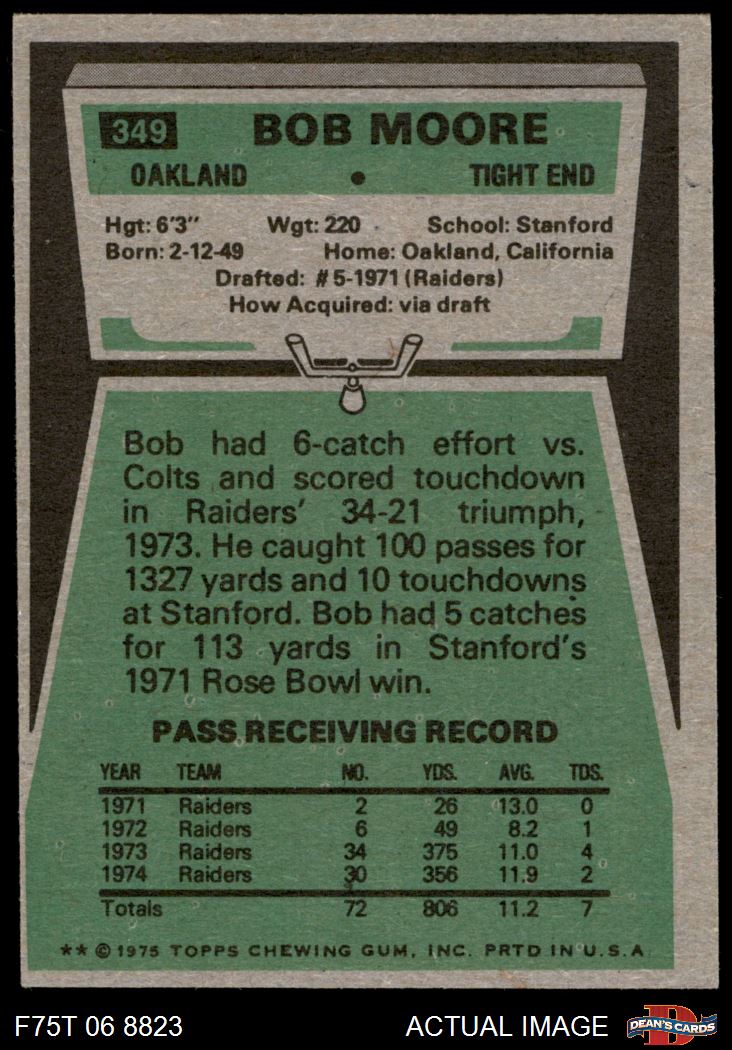 349 BOB MOORE
OAKLAND • TIGHT END
Hgt: 6'3" Wgt: 220 School: Stanford
Born: 2-12-49 Home: Oakland, California
Drafted: #5-1971 (Raiders)
How Acquired: via draft
Bob had 6-catch effort vs.
Colts and scored touchdown
in Raiders' 34-21 triumph,
1973. He caught 100 passes for
1327 yards and 10 touchdowns
at Stanford. Bob had 5 catches
for 113 yards in Stanford's
1971 Rose Bowl win.
PASS RECEIVING RECORD
YEAR TEAM NO. YDS. AVG. TDS.
1971 Raiders 2 26 13.0 0
1972 Raiders 6 49 8.2 1
1973 Raiders 34 375 11.0 4
1974 Raiders 30 356 11.9 2
Totals 72 806 11.2 7
** © 1975 TOPPS CHEWING GUM, INC. PRTD IN U.S.A
F75T 06 8823 ACTUAL IMAGE DEAN'S CARDS